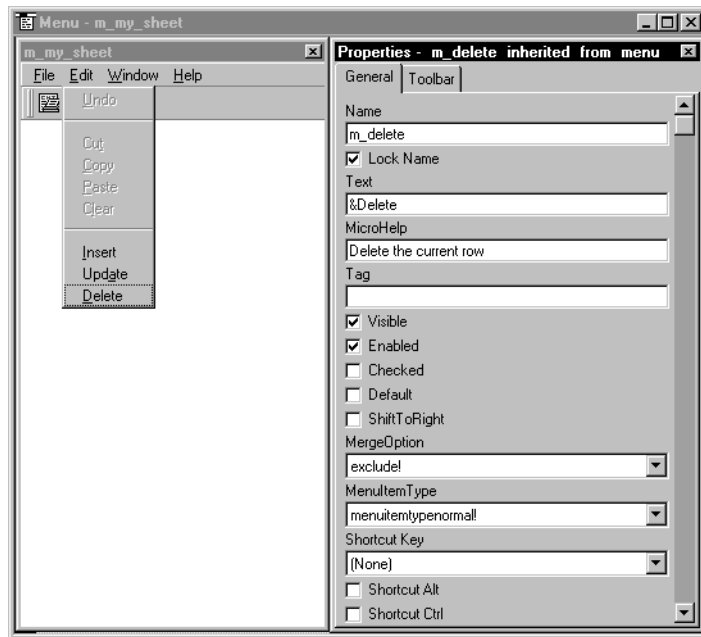 Menu - m_my_sheet
m_my_sheet
File Edit Window Help
Undo
Cut
Copy
Paste
Clear
Insert
Update
Delete
Properties - m_delete inherited from menu
General Toolbar
Name
m_delete
Lock Name
Text
&Delete
MicroHelp
Delete the current row
Tag
Visible
Enabled
Checked
Default
ShiftToRight
MergeOption
exclude!
MenuItemType
menuitemtypenormal!
Shortcut Key
(None)
Shortcut Alt
Shortcut Ctrl